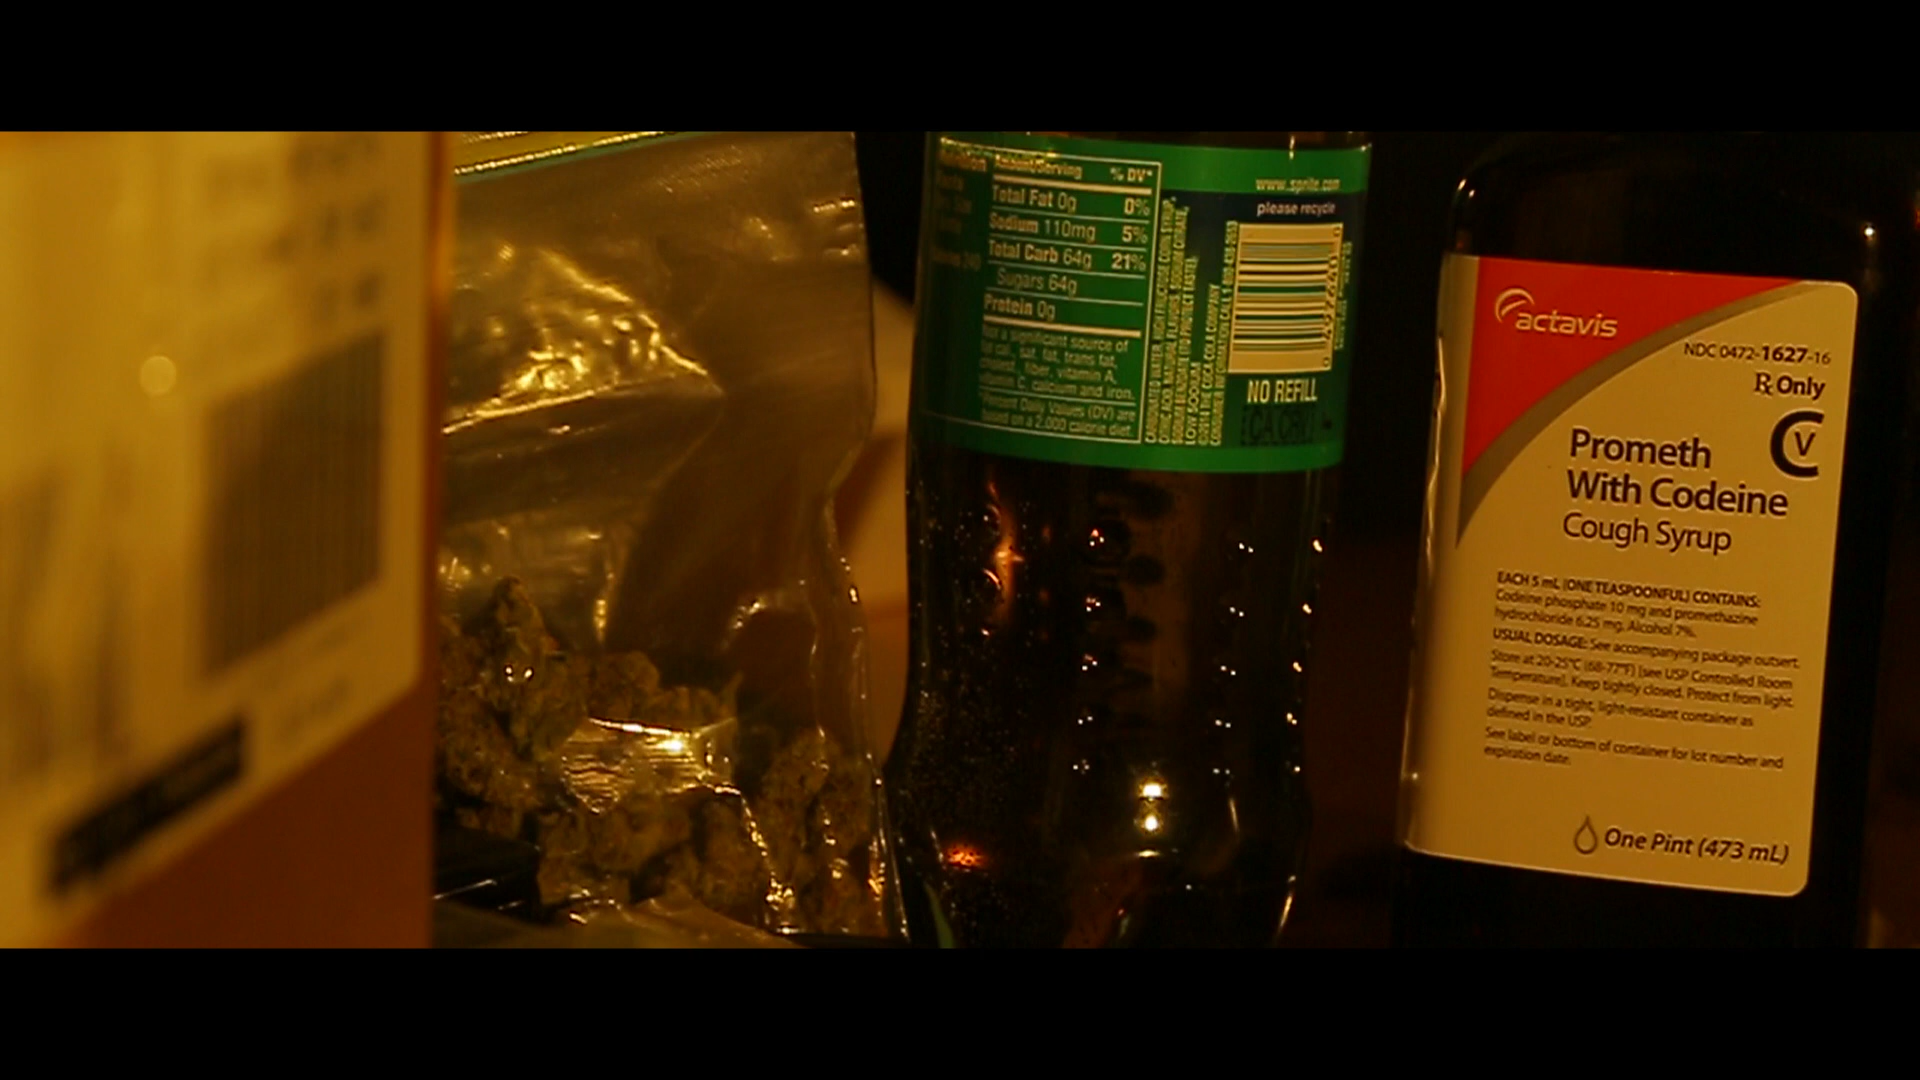 Amount/Serving % DV*
Total Fat 0g 0%
Sodium 110mg 5%
Total Carb 64g 21%
Sugars 64g
Protein 0g
Not a significant source of
fat cal., sat. fat, trans fat,
cholest., fiber, vitamin A,
vitamin C, calcium and iron.
*Percent Daily Values (DV) are
based on a 2,000 calorie diet.
LOW SODIUM
www.sprite.com
please recycle
NO REFILL
CA CRV
actavis
NDC 0472-1627-16
Rx Only
CV
Prometh
With Codeine
Cough Syrup
EACH 5 mL (ONE TEASPOONFUL) CONTAINS:
Codeine phosphate 10 mg and promethazine
hydrochloride 6.25 mg. Alcohol 7%.
USUAL DOSAGE: See accompanying package outsert.
Store at 20-25°C (68-77°F) [see USP Controlled Room
Temperature]. Keep tightly closed. Protect from light.
Dispense in a tight, light-resistant container as
defined in the USP.
See label or bottom of container for lot number and
expiration date.
One Pint (473 mL)